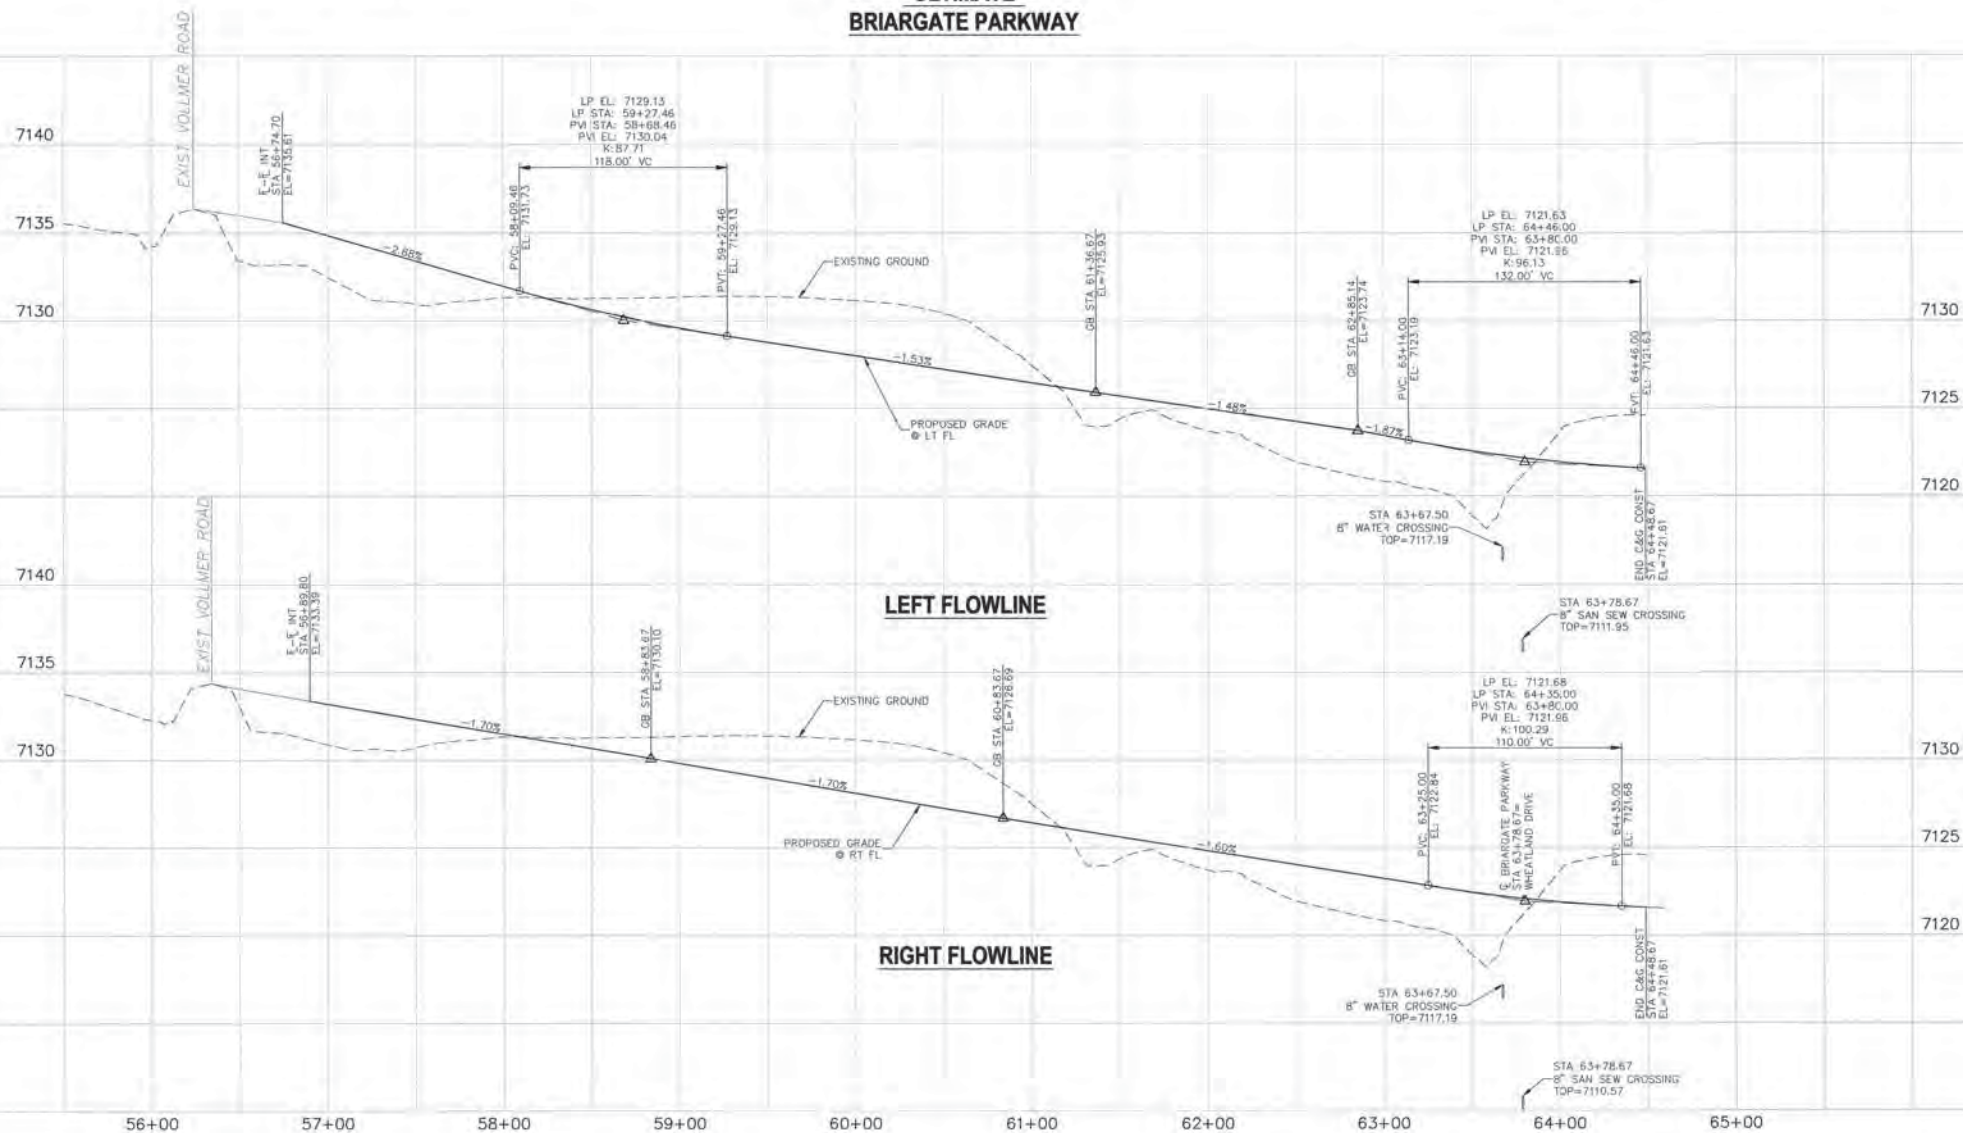 BRIARGATE PARKWAY
EXIST VOLLMER ROAD
INT
STA 56+74.70
EL=7135.61
-2.68%
LP EL: 7129.13
LP STA: 59+27.46
PVI STA: 58+68.46
PVI EL: 7130.04
K:87.71
118.00' VC
PVC: 58+09.46
EL: 7131.73
PVT: 59+27.46
EL: 7129.13
EXISTING GROUND
-1.53%
PROPOSED GRADE
@ LT FL
GB STA 61+36.67
EL=7125.93
-1.48%
GB STA 62+85.14
EL=7123.74
-1.87%
LP EL: 7121.63
LP STA: 64+46.00
PVI STA: 63+80.00
PVI EL: 7121.96
K:96.13
132.00' VC
PVC: 63+14.00
EL: 7123.19
PVT: 64+46.00
EL: 7121.63
STA 63+67.50
8" WATER CROSSING
TOP=7117.19
END C&G CONST
STA 64+48.67
EL=7121.61
STA 63+78.67
8" SAN SEW CROSSING
TOP=7111.95
7140
7135
7130
7130
7125
7120
LEFT FLOWLINE
EXIST VOLLMER ROAD
INT
STA 56+89.80
EL=7133.39
-1.70%
GB STA 58+83.67
EL=7130.10
EXISTING GROUND
-1.70%
PROPOSED GRADE
@ RT FL
GB STA 60+83.67
EL=7126.69
-1.60%
LP EL: 7121.68
LP STA: 64+35.00
PVI STA: 63+80.00
PVI EL: 7121.96
K:100.29
110.00' VC
PVC: 63+25.00
EL: 7122.84
℄ BRIARGATE PARKWAY
STA 63+78.67=
WHEATLAND DRIVE
PVT: 64+35.00
EL: 7121.68
STA 63+67.50
8" WATER CROSSING
TOP=7117.19
END C&G CONST
STA 64+48.67
EL=7121.61
STA 63+78.67
8" SAN SEW CROSSING
TOP=7110.57
7140
7135
7130
7130
7125
7120
RIGHT FLOWLINE
56+00 57+00 58+00 59+00 60+00 61+00 62+00 63+00 64+00 65+00